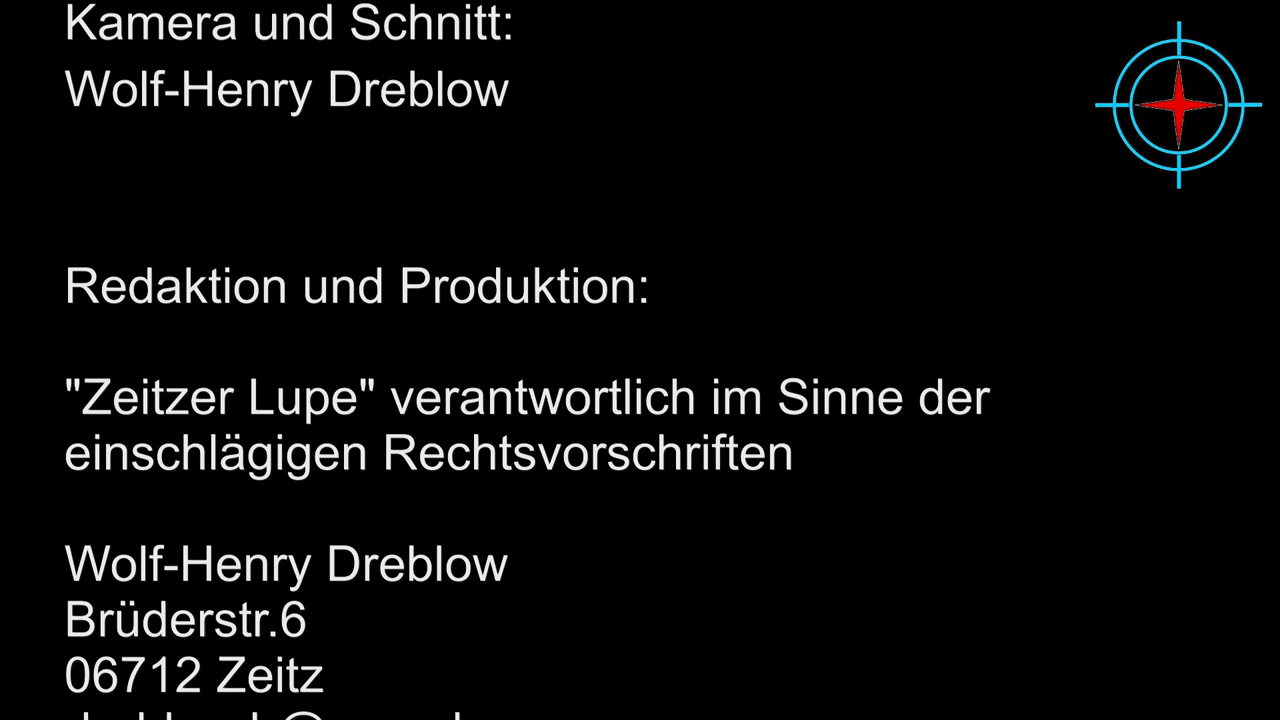 Kamera und Schnitt:
Wolf-Henry Dreblow
Redaktion und Produktion:
"Zeitzer Lupe" verantwortlich im Sinne der
einschlägigen Rechtsvorschriften
Wolf-Henry Dreblow
Brüderstr.6
06712 Zeitz